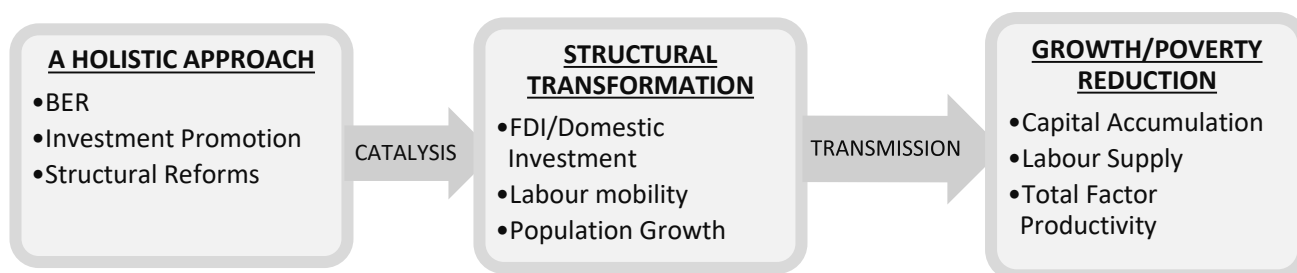 A HOLISTIC APPROACH
•BER
•Investment Promotion
•Structural Reforms
CATALYSIS
STRUCTURAL
TRANSFORMATION
•FDI/Domestic
Investment
•Labour mobility
•Population Growth
TRANSMISSION
GROWTH/POVERTY
REDUCTION
•Capital Accumulation
•Labour Supply
•Total Factor
Productivity